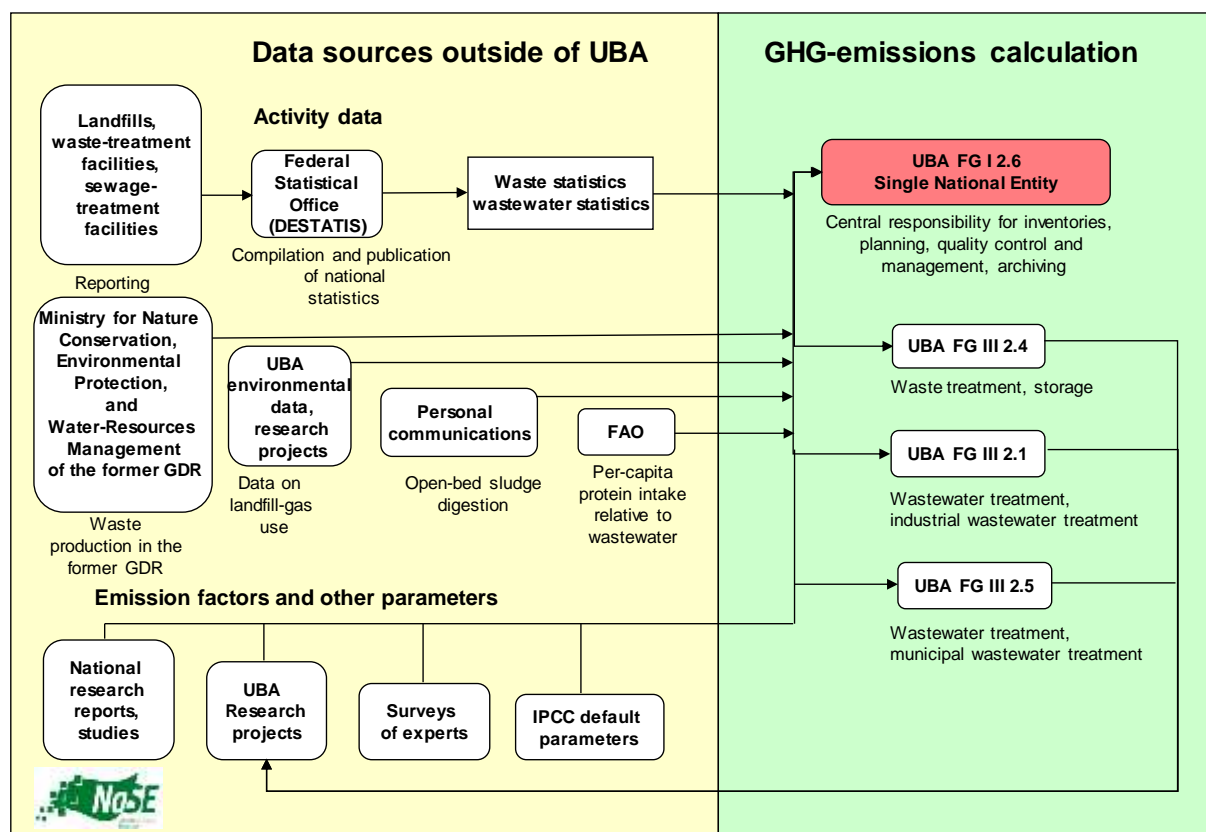 Data sources outside of UBA
GHG-emissions calculation
Activity data
Landfills,
waste-treatment
facilities,
sewage-
treatment
facilities
Reporting
Federal
Statistical
Office
(DESTATIS)
Compilation and publication
of national
statistics
Waste statistics
wastewater statistics
UBA FG I 2.6
Single National Entity
Central responsibility for inventories,
planning, quality control and
management, archiving
Ministry for Nature
Conservation,
Environmental
Protection,
and
Water-Resources
Management
of the former GDR
Waste
production in the
former GDR
UBA
environmental
data,
research
projects
Data on
landfill-gas
use
Personal
communications
Open-bed sludge
digestion
FAO
Per-capita
protein intake
relative to
wastewater
UBA FG III 2.4
Waste treatment, storage
UBA FG III 2.1
Wastewater treatment,
industrial wastewater treatment
UBA FG III 2.5
Wastewater treatment,
municipal wastewater treatment
Emission factors and other parameters
National
research
reports,
studies
UBA
Research
projects
Surveys
of experts
IPCC default
parameters
NaSE